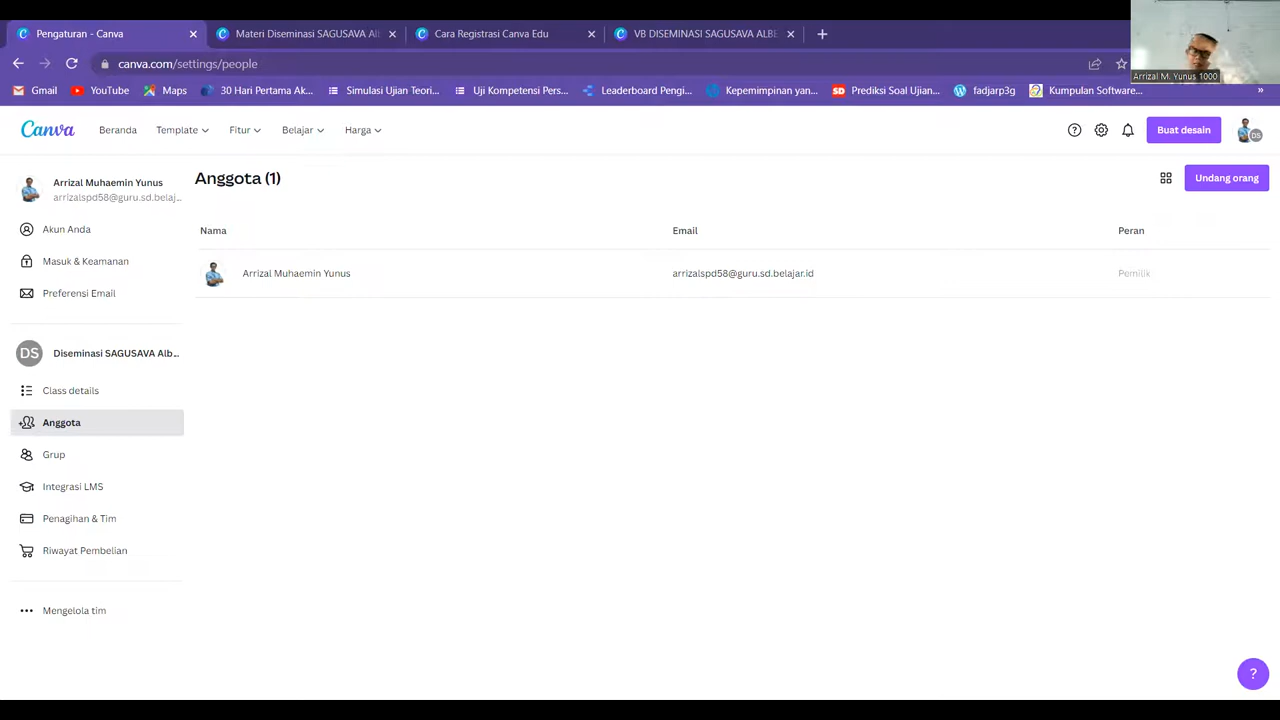 Pengaturan - Canva
Materi Diseminasi SAGUSAVA Alb
Cara Registrasi Canva Edu
VB DISEMINASI SAGUSAVA ALBE
canva.com/settings/people
Gmail
YouTube
Maps
30 Hari Pertama Ak...
Simulasi Ujian Teori...
Uji Kompetensi Pers...
Leaderboard Pengi...
Kepemimpinan yan...
SD
Prediksi Soal Ujian...
fadjarp3g
Kumpulan Software...
Arrizal M. Yunus 1000
Canva
Beranda
Template
Fitur
Belajar
Harga
Buat desain
DS
Arrizal Muhaemin Yunus
arrizalspd58@guru.sd.belaj...
Akun Anda
Masuk & Keamanan
Preferensi Email
DS
Diseminasi SAGUSAVA Alb...
Class details
Anggota
Grup
Integrasi LMS
Penagihan & Tim
Riwayat Pembelian
Mengelola tim
Anggota (1)
Undang orang
Nama
Email
Peran
Arrizal Muhaemin Yunus
arrizalspd58@guru.sd.belajar.id
Pemilik